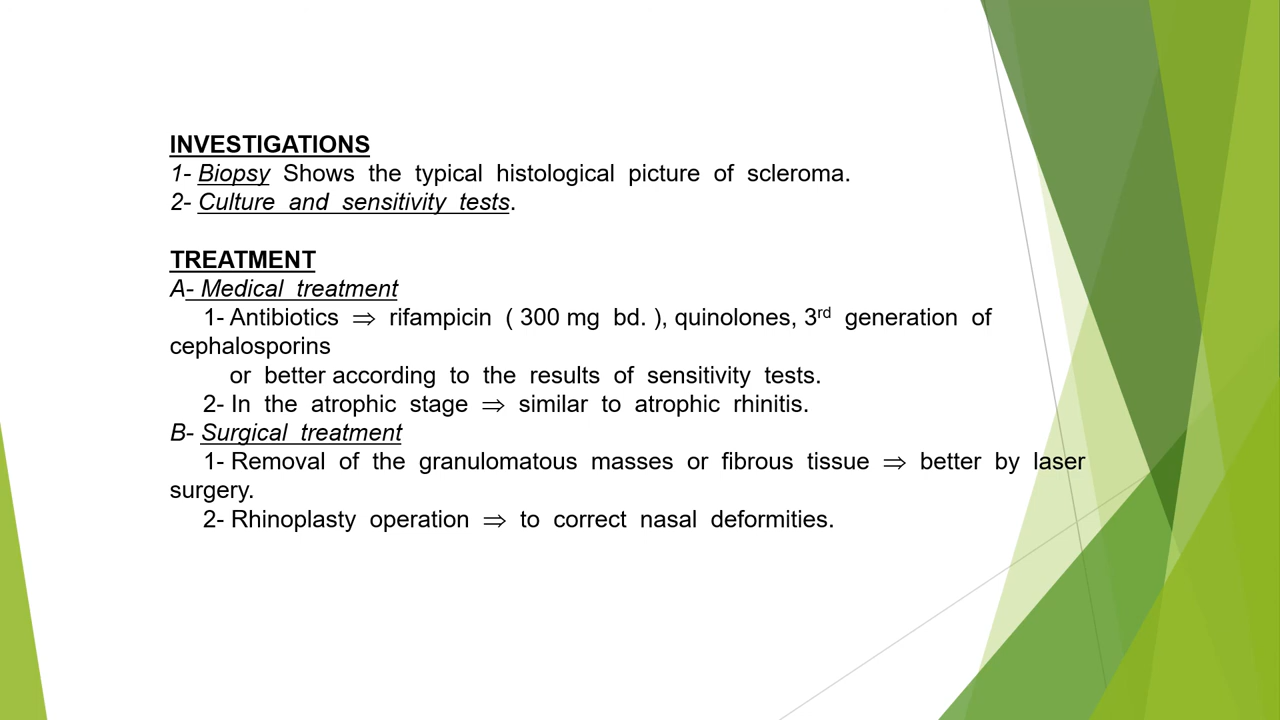 INVESTIGATIONS
1- Biopsy Shows the typical histological picture of scleroma.
2- Culture and sensitivity tests.
TREATMENT
A- Medical treatment
1- Antibiotics ⇒ rifampicin ( 300 mg bd. ), quinolones, 3rd generation of
cephalosporins
or better according to the results of sensitivity tests.
2- In the atrophic stage ⇒ similar to atrophic rhinitis.
B- Surgical treatment
1- Removal of the granulomatous masses or fibrous tissue ⇒ better by laser
surgery.
2- Rhinoplasty operation ⇒ to correct nasal deformities.